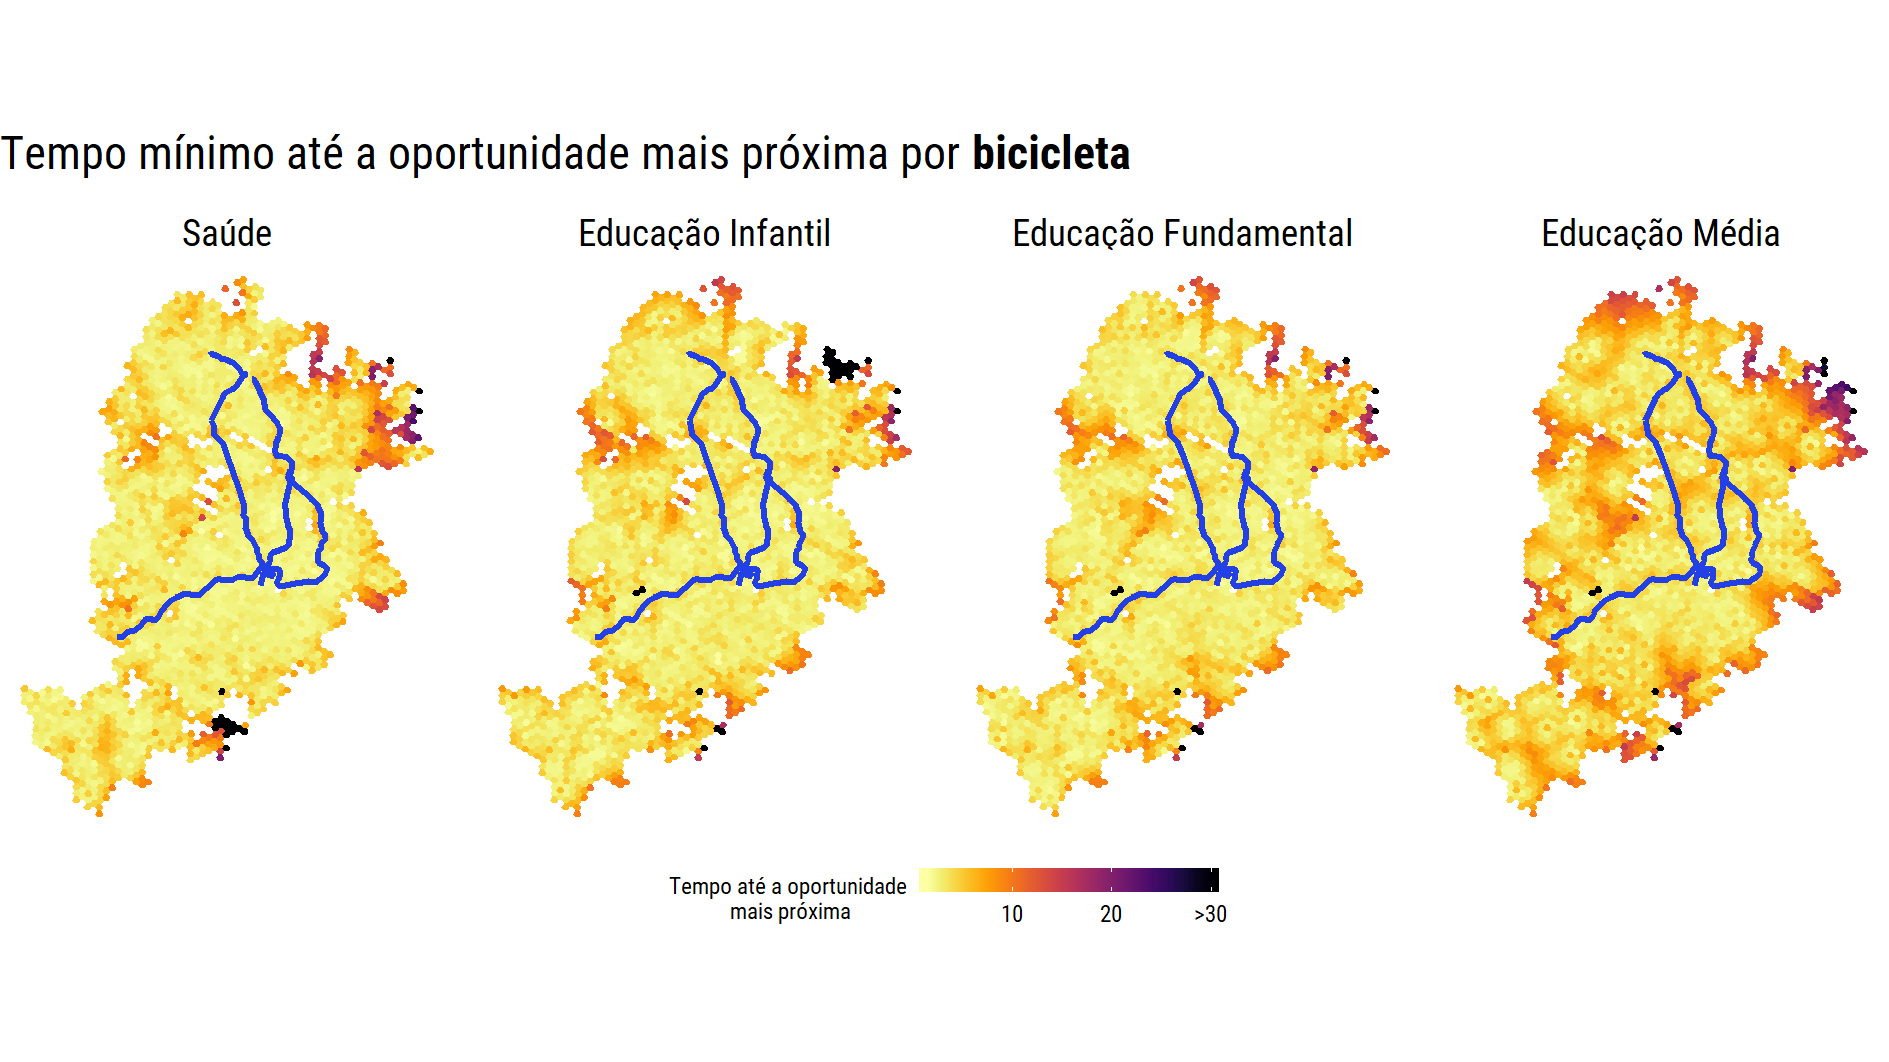 Tempo mínimo até a oportunidade mais próxima por bicicleta
Saúde
Educação Infantil
Educação Fundamental
Educação Média
Tempo até a oportunidade
mais próxima
10
20
>30